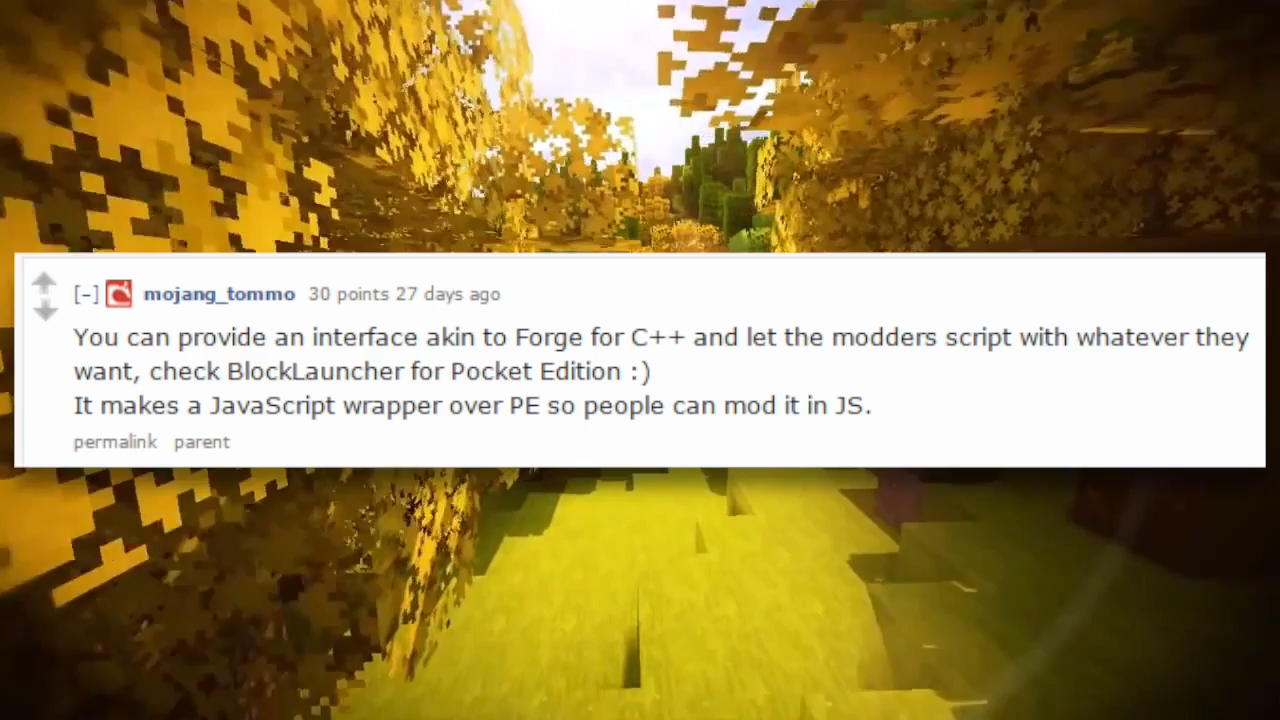 [-] mojang_tommo 30 points 27 days ago
You can provide an interface akin to Forge for C++ and let the modders script with whatever they
want, check BlockLauncher for Pocket Edition :)
It makes a JavaScript wrapper over PE so people can mod it in JS.
permalink parent